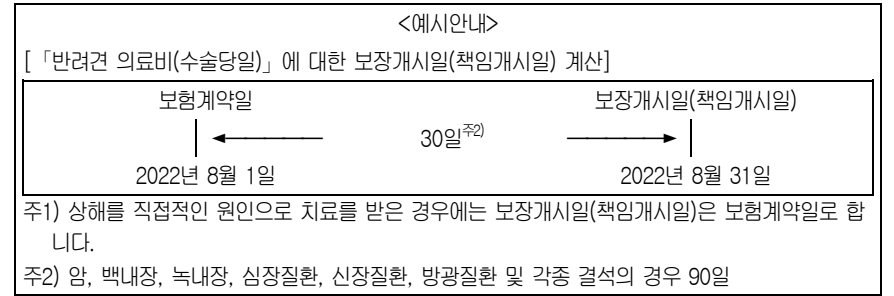 <예시안내>
[「반려견 의료비(수술당일)」에 대한 보장개시일(책임개시일) 계산]
보험계약일 보장개시일(책임개시일)
30일주2)
2022년 8월 1일 2022년 8월 31일
주1) 상해를 직접적인 원인으로 치료를 받은 경우에는 보장개시일(책임개시일)은 보험계약일로 합
니다.
주2) 암, 백내장, 녹내장, 심장질환, 신장질환, 방광질환 및 각종 결석의 경우 90일